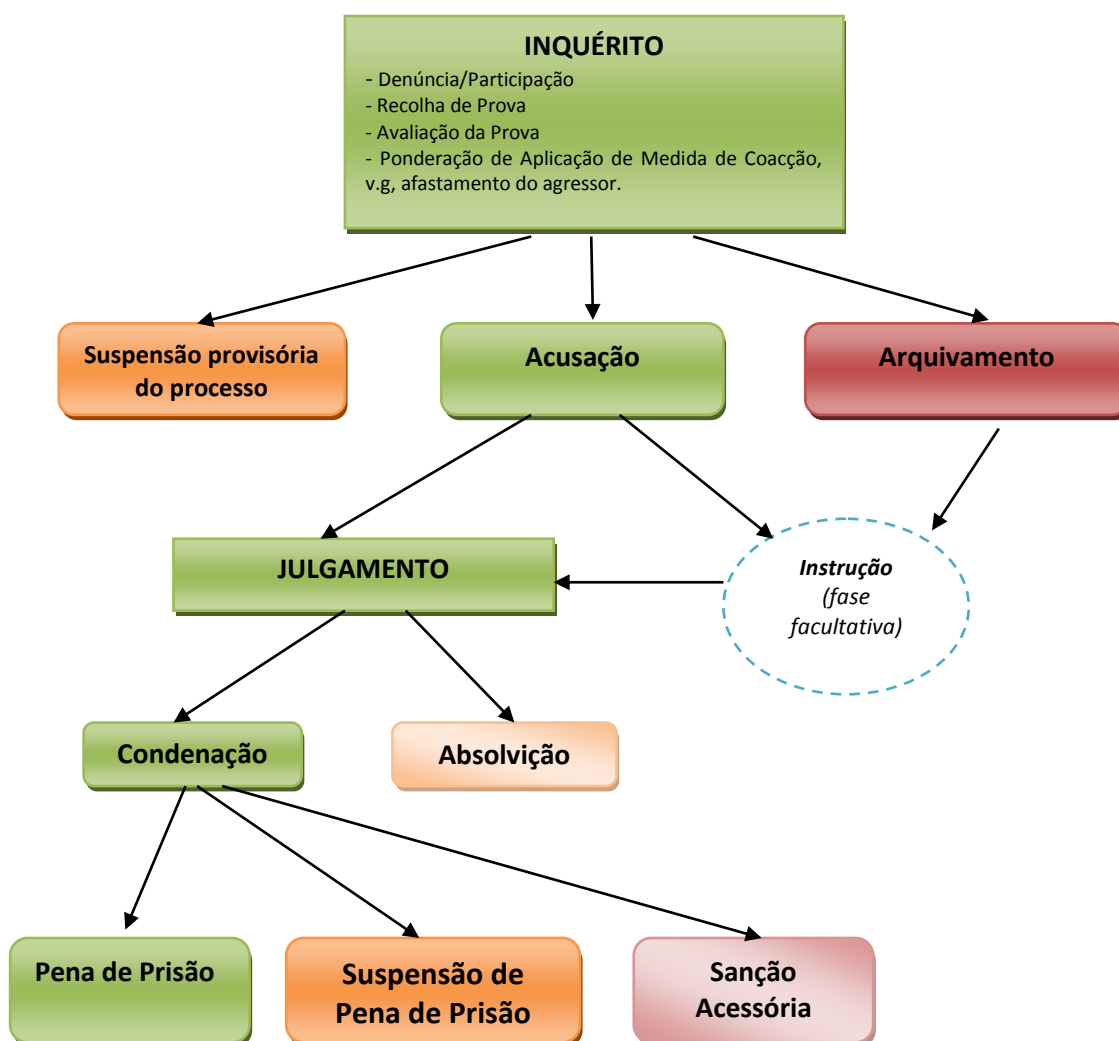 INQUÉRITO
- Denúncia/Participação
- Recolha de Prova
- Avaliação da Prova
- Ponderação de Aplicação de Medida de Coacção,
v.g, afastamento do agressor.
Suspensão provisória
do processo
Acusação
Arquivamento
JULGAMENTO
Instrução
(fase
facultativa)
Condenação
Absolvição
Pena de Prisão
Suspensão de
Pena de Prisão
Sanção
Acessória